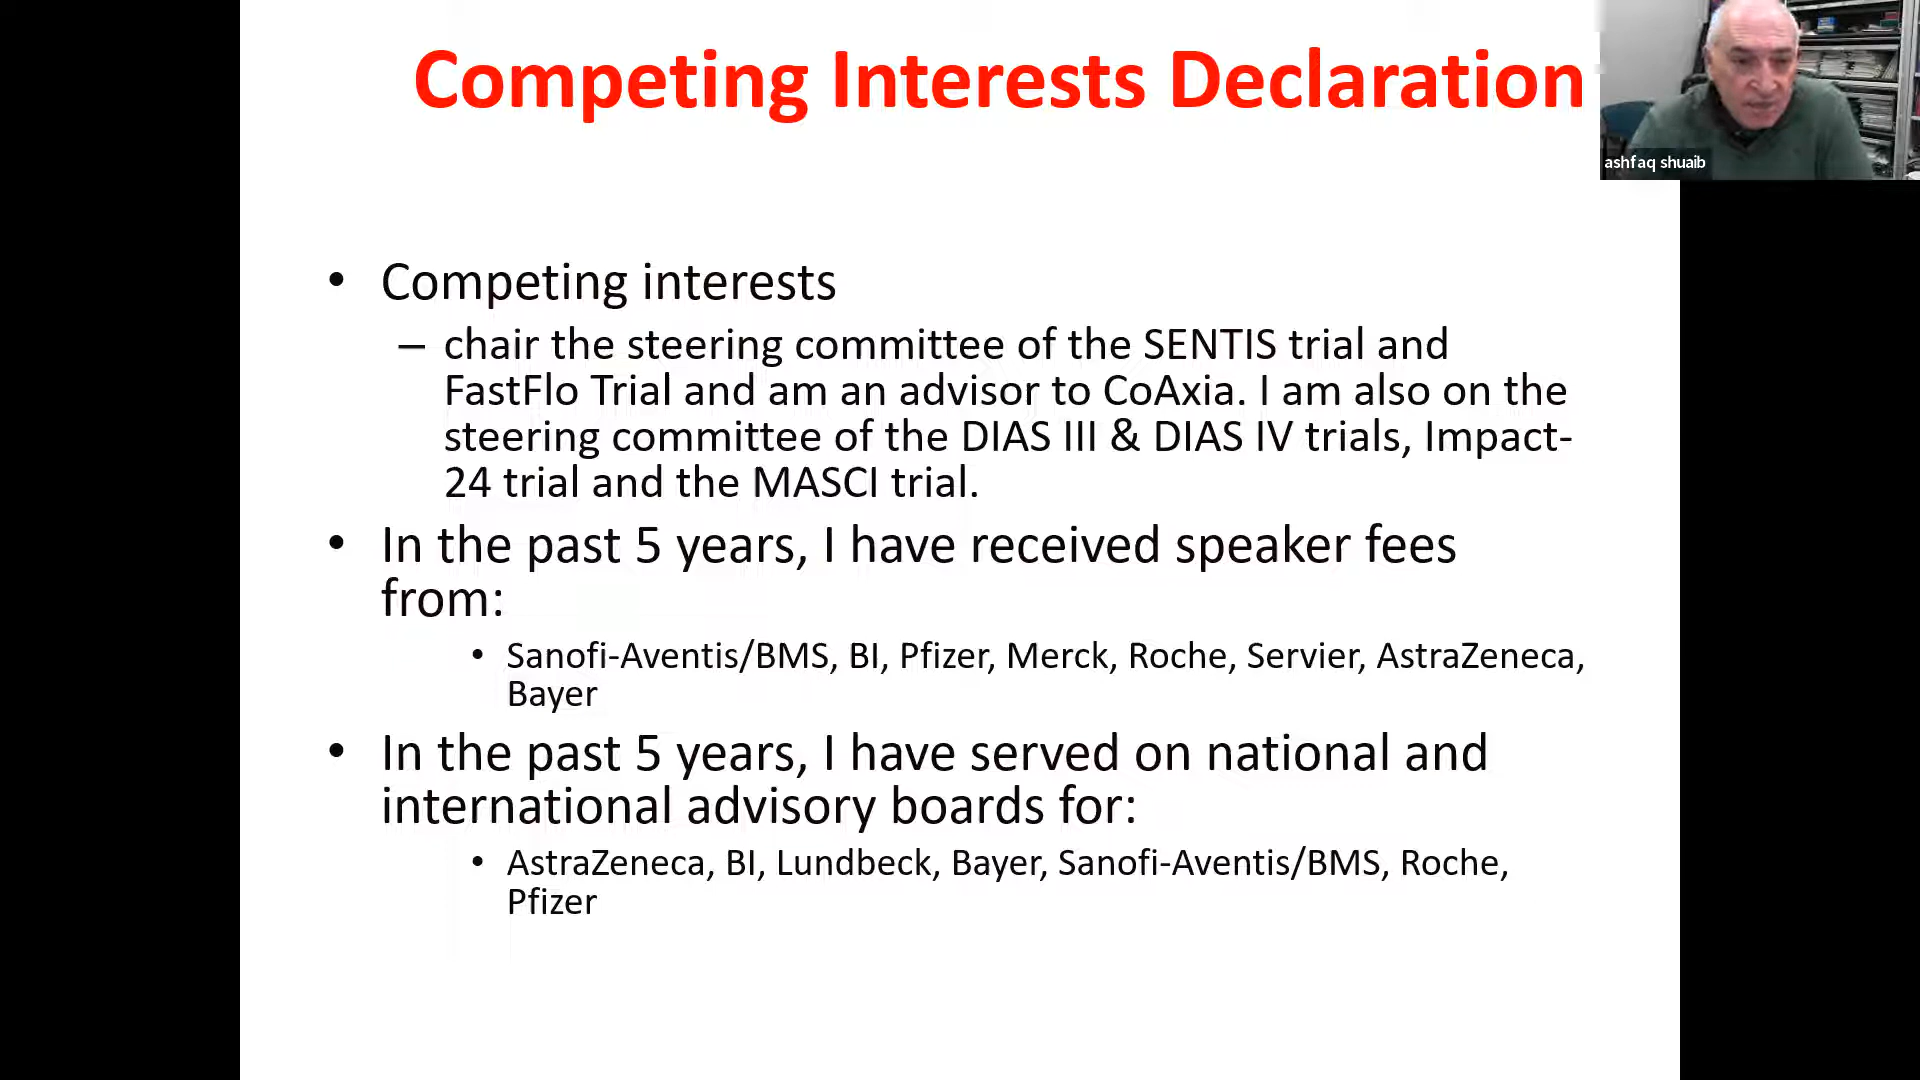 Competing Interests Declaration
ashfaq shuaib
• Competing interests
– chair the steering committee of the SENTIS trial and
FastFlo Trial and am an advisor to CoAxia. I am also on the
steering committee of the DIAS III & DIAS IV trials, Impact-
24 trial and the MASCI trial.
• In the past 5 years, I have received speaker fees
from:
• Sanofi-Aventis/BMS, BI, Pfizer, Merck, Roche, Servier, AstraZeneca,
Bayer
• In the past 5 years, I have served on national and
international advisory boards for:
• AstraZeneca, BI, Lundbeck, Bayer, Sanofi-Aventis/BMS, Roche,
Pfizer